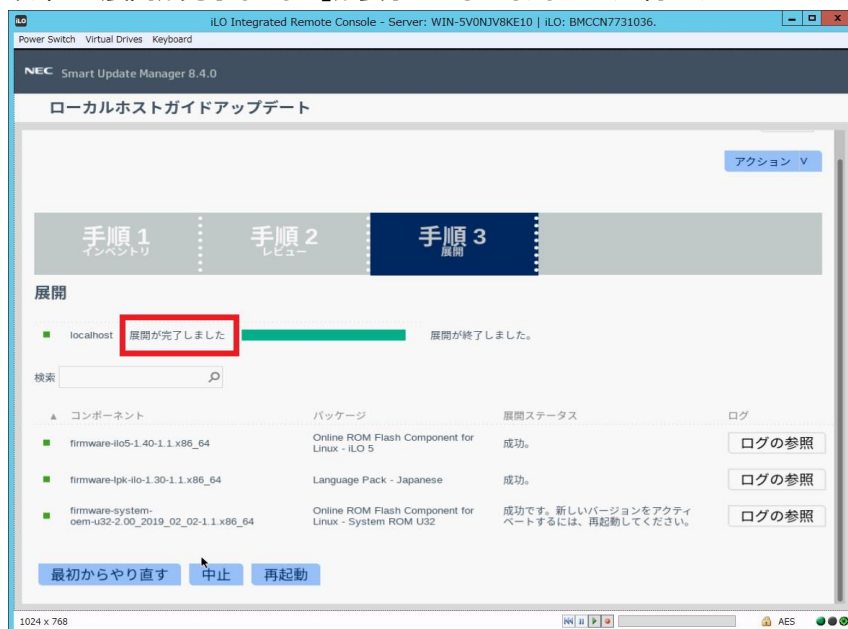 iLO Integrated Remote Console - Server: WIN-5V0NJV8KE10 | iLO: BMCCN7731036.
Power Switch Virtual Drives Keyboard
NEC Smart Update Manager 8.4.0
ローカルホストガイドアップデート
アクション
手順 1
インベントリ
手順 2
レビュー
手順 3
展開
展開
localhost 展開が完了しました 展開が終了しました。
検索
コンポーネント パッケージ 展開ステータス ログ
firmware-ilo5-1.40-1.1.x86_64
Online ROM Flash Component for
Linux - iLO 5
成功。
ログの参照
firmware-lpk-ilo-1.30-1.1.x86_64
Language Pack - Japanese
成功。
ログの参照
firmware-system-
oem-u32-2.00_2019_02_02-1.1.x86_64
Online ROM Flash Component for
Linux - System ROM U32
成功です。新しいバージョンをアクティ
ベートするには、再起動してください。
ログの参照
最初からやり直す 中止 再起動
1024 x 768
AES